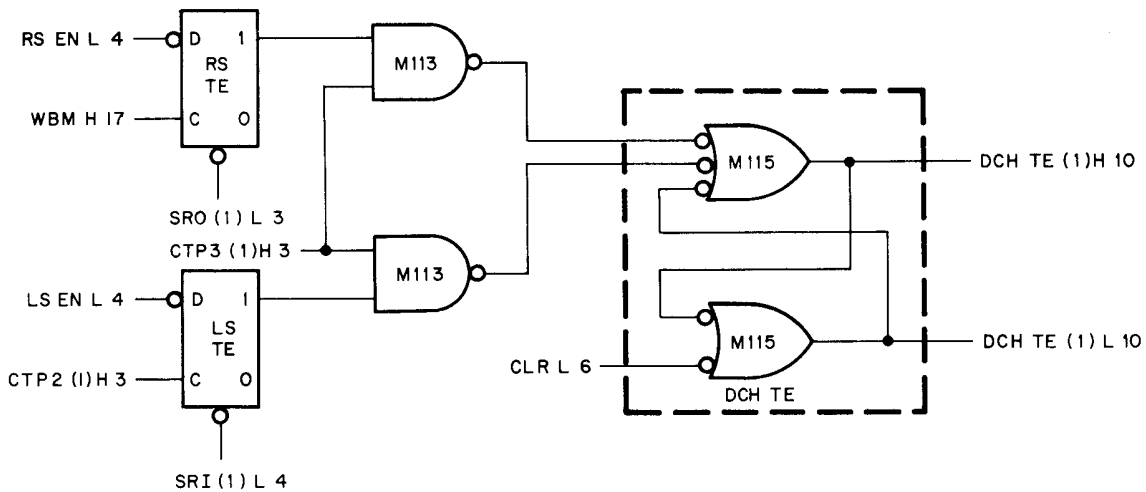 RS EN L 4
D 1
RS
TE
M113
WBM H 17
C 0
M115
DCH TE (1) H 10
SRO (1) L 3
CTP3 (1) H 3
M113
LS EN L 4
D 1
LS
TE
M115
DCH TE (1) L 10
CLR L 6
CTP2 (1) H 3
C 0
DCH TE
SRI (1) L 4